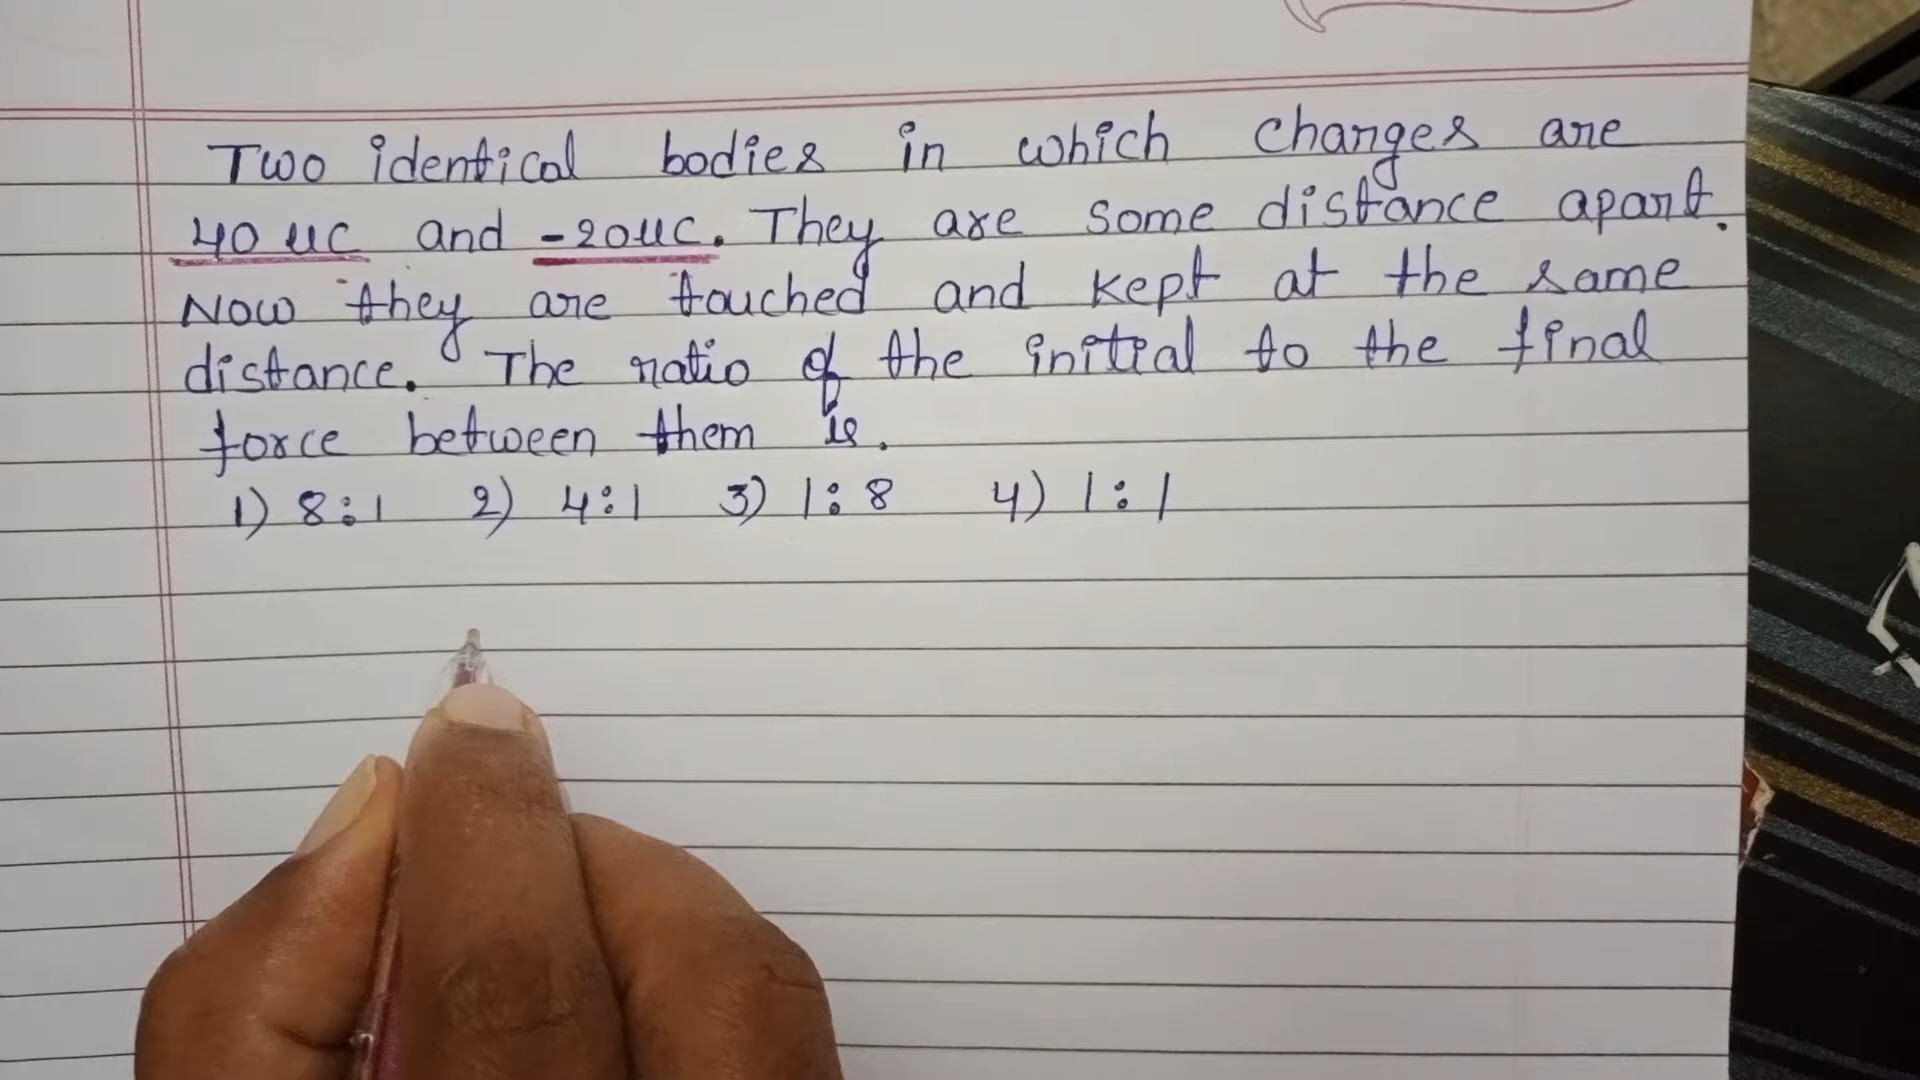 Two identical bodies in which charges are
40 uc and -20uc. They are some distance apart.
Now they are touched and kept at the same
distance. The ratio of the initial to the final
force between them is.
1) 8:1 2) 4:1 3) 1:8 4) 1:1